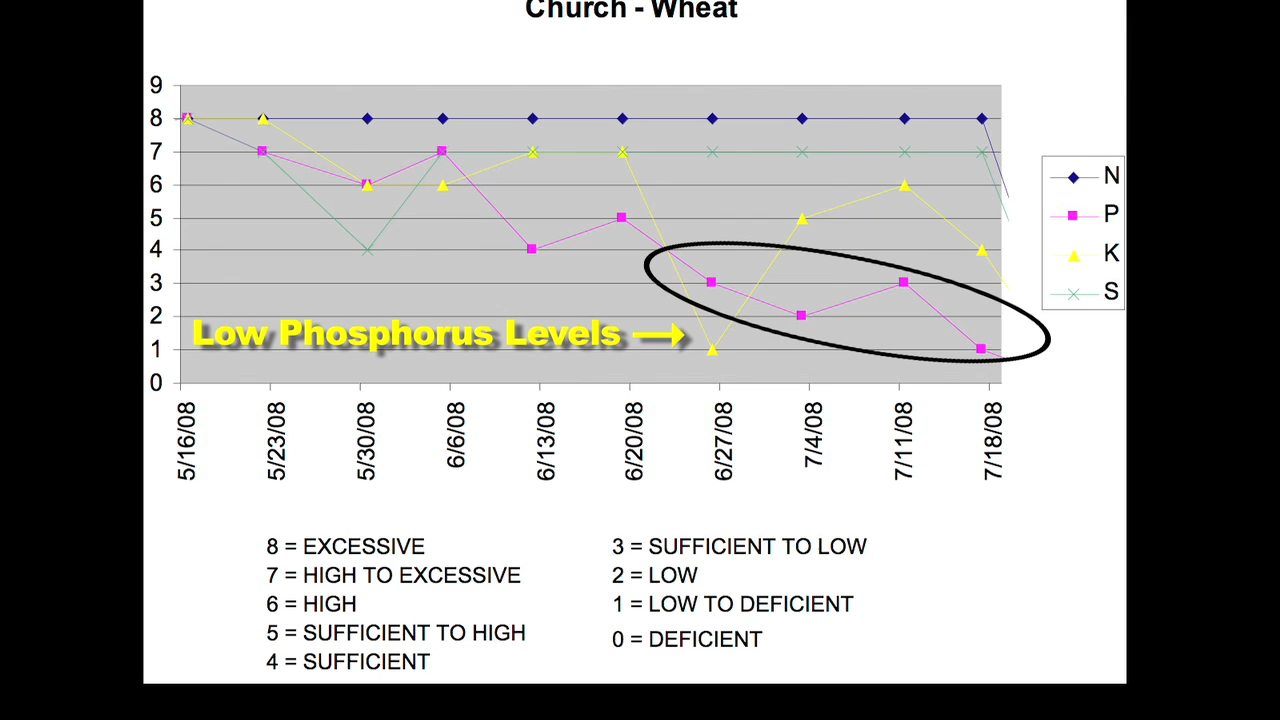 Church - Wheat
9
8
7
6
5
4
3
2
1
0
N
P
K
S
Low Phosphorus Levels
5/16/08
5/23/08
5/30/08
6/6/08
6/13/08
6/20/08
6/27/08
7/4/08
7/11/08
7/18/08
8 = EXCESSIVE
7 = HIGH TO EXCESSIVE
6 = HIGH
5 = SUFFICIENT TO HIGH
4 = SUFFICIENT
3 = SUFFICIENT TO LOW
2 = LOW
1 = LOW TO DEFICIENT
0 = DEFICIENT